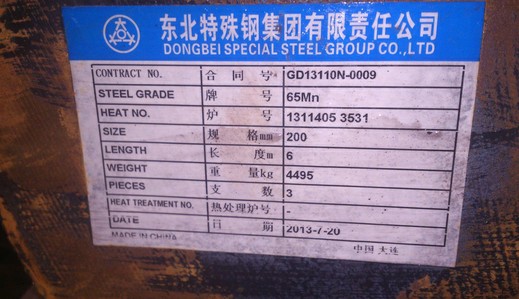 东北特殊钢集团有限责任公司
DONGBEI SPECIAL STEEL GROUP CO.,LTD
CONTRACT NO. 合同号 GD13110N-0009
STEEL GRADE 牌号 65Mn
HEAT NO. 炉号 1311405 3531
SIZE 规格mm 200
LENGTH 长度m 6
WEIGHT 重量kg 4495
PIECES 支数 3
HEAT TREATMENT NO. 热处理炉号 -
DATE 日期 2013-7-20
MADE IN CHINA 中国 大连